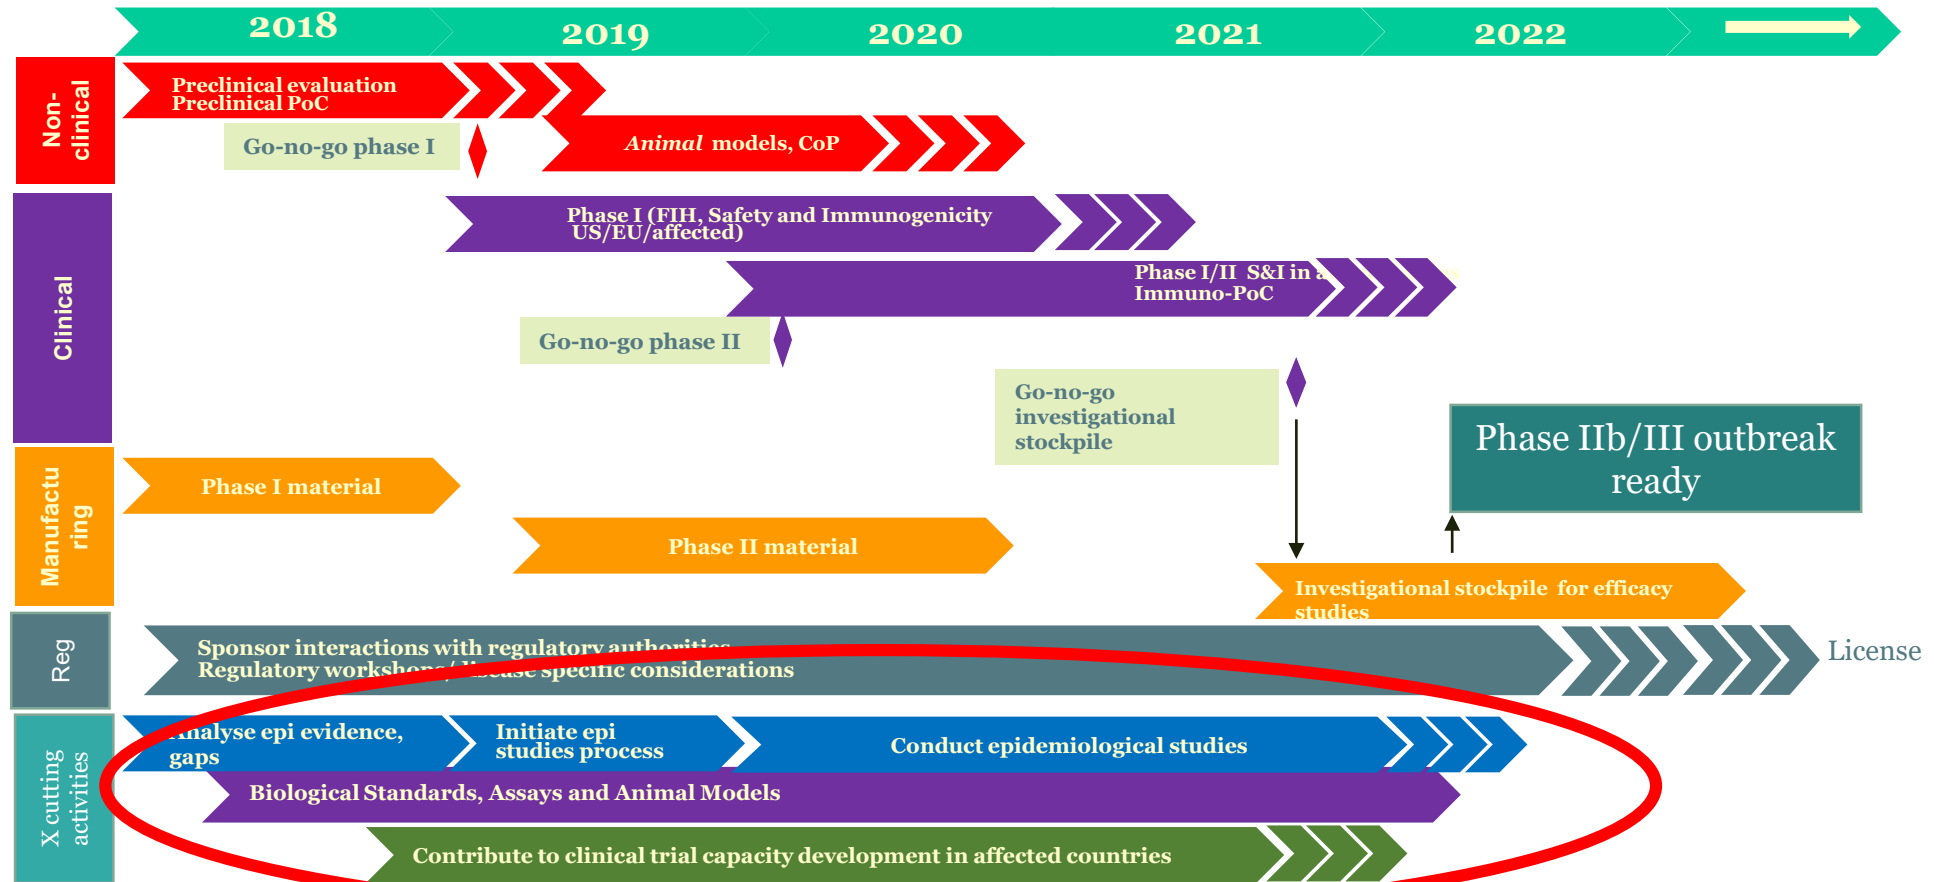 2018
2019
2020
2021
2022
Non-
clinical
Preclinical evaluation
Preclinical PoC
Go-no-go phase I
Animal models, CoP
Clinical
Phase I (FIH, Safety and Immunogenicity
US/EU/affected)
Phase I/II S&I in a
Immuno-PoC
Go-no-go phase II
Go-no-go
investigational
stockpile
Phase IIb/III outbreak
ready
Manufactu
ring
Phase I material
Phase II material
Investigational stockpile for efficacy
studies
Reg
Sponsor interactions with regulatory authorities
Regulatory workshops/disease specific considerations
License
X cutting
activities
Analyse epi evidence,
gaps
Initiate epi
studies process
Conduct epidemiological studies
Biological Standards, Assays and Animal Models
Contribute to clinical trial capacity development in affected countries